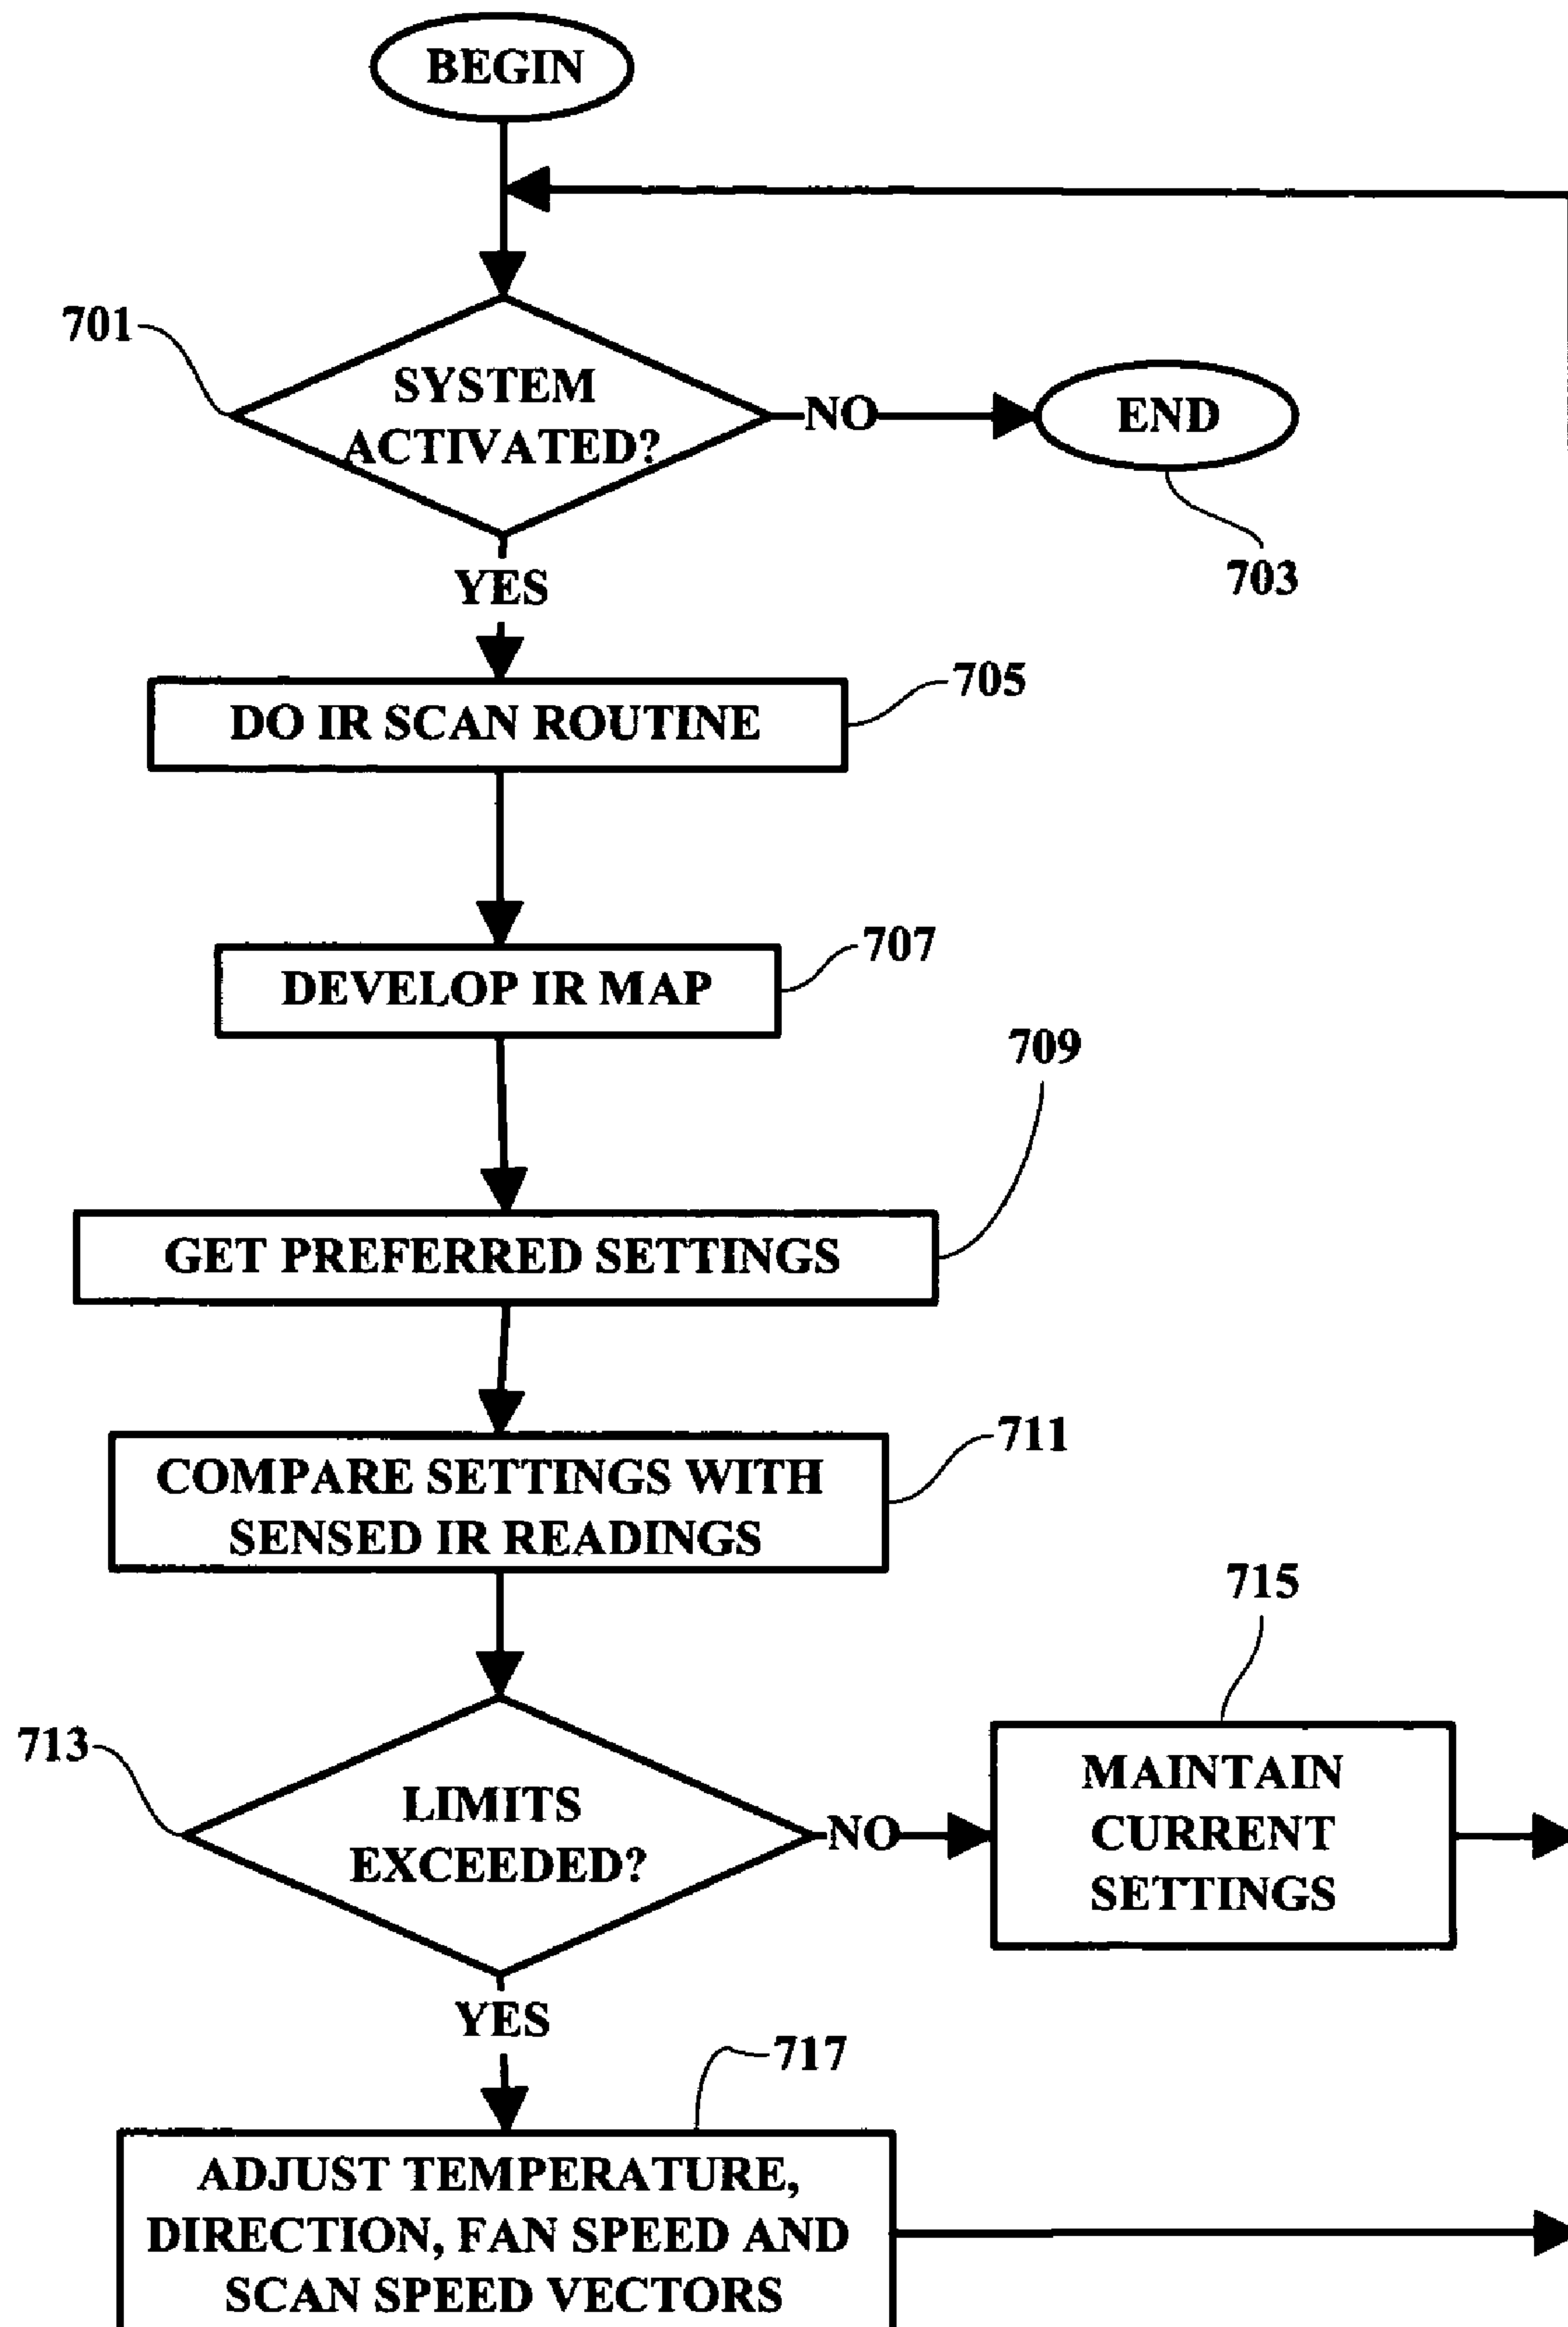 BEGIN
701
SYSTEM
ACTIVATED?
NO
END
703
YES
705
DO IR SCAN ROUTINE
707
DEVELOP IR MAP
709
GET PREFERRED SETTINGS
711
COMPARE SETTINGS WITH
SENSED IR READINGS
713
LIMITS
EXCEEDED?
NO
715
MAINTAIN
CURRENT
SETTINGS
YES
717
ADJUST TEMPERATURE,
DIRECTION, FAN SPEED AND
SCAN SPEED VECTORS